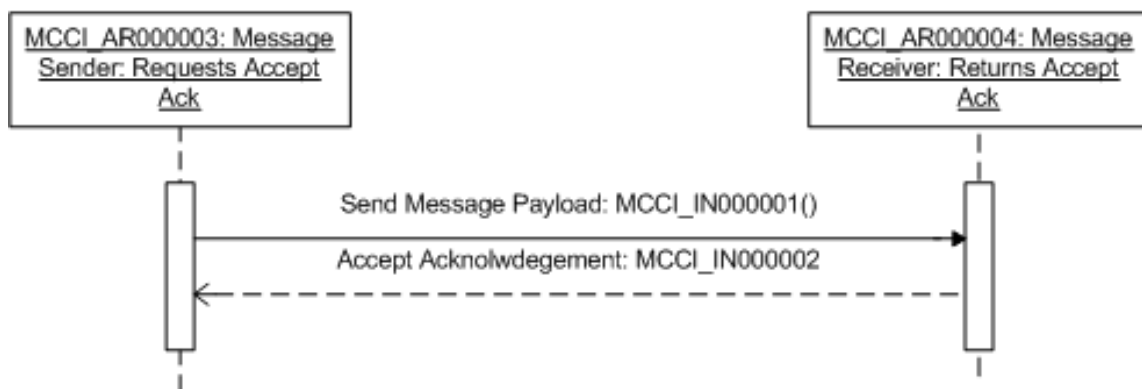 MCCI_AR000003: Message
Sender: Requests Accept
Ack
MCCI_AR000004: Message
Receiver: Returns Accept
Ack
Send Message Payload: MCCI_IN000001()
Accept Acknolwdegement: MCCI_IN000002